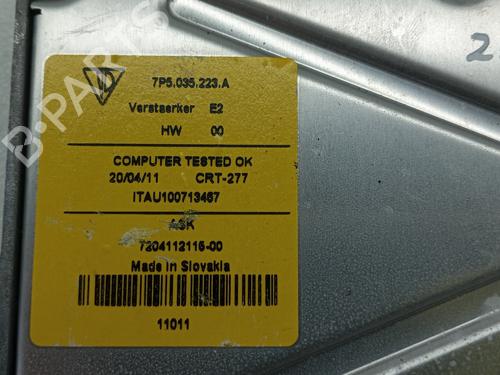 7P5.035.223.A
Verstaerker E2
HW 00
COMPUTER TESTED OK
20/04/11 CRT-277
ITAU100713467
ASK
7204112115-00
Made in Slovakia
11011
2
B-PARTS